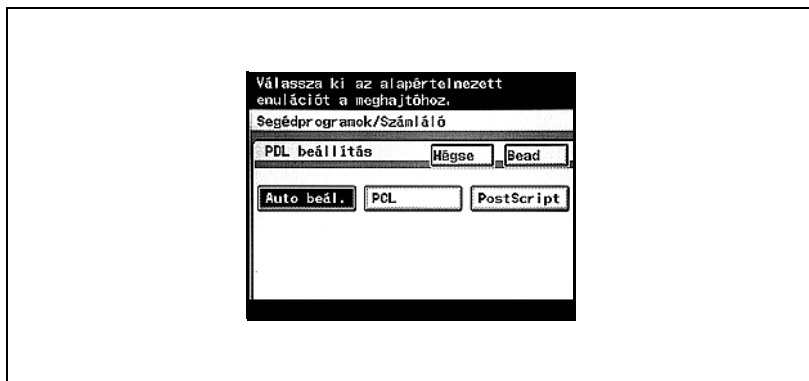 Válassza ki az alapértelmezett
emulációt a meghajtóhoz.
Segédprogramok/Számláló
PDL beállítás Mégse Bead
Auto beál. PCL PostScript